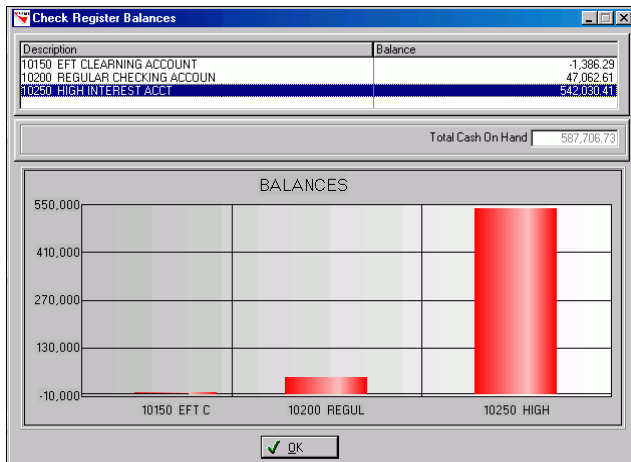 Check Register Balances
Description Balance
10150 EFT CLEARNING ACCOUNT -1,386.29
10200 REGULAR CHECKING ACCOUN 47,062.61
10250 HIGH INTEREST ACCT 542,030.41
Total Cash On Hand 587,706.73
BALANCES
550,000
410,000
270,000
130,000
-10,000
10150 EFT C 10200 REGUL 10250 HIGH
OK